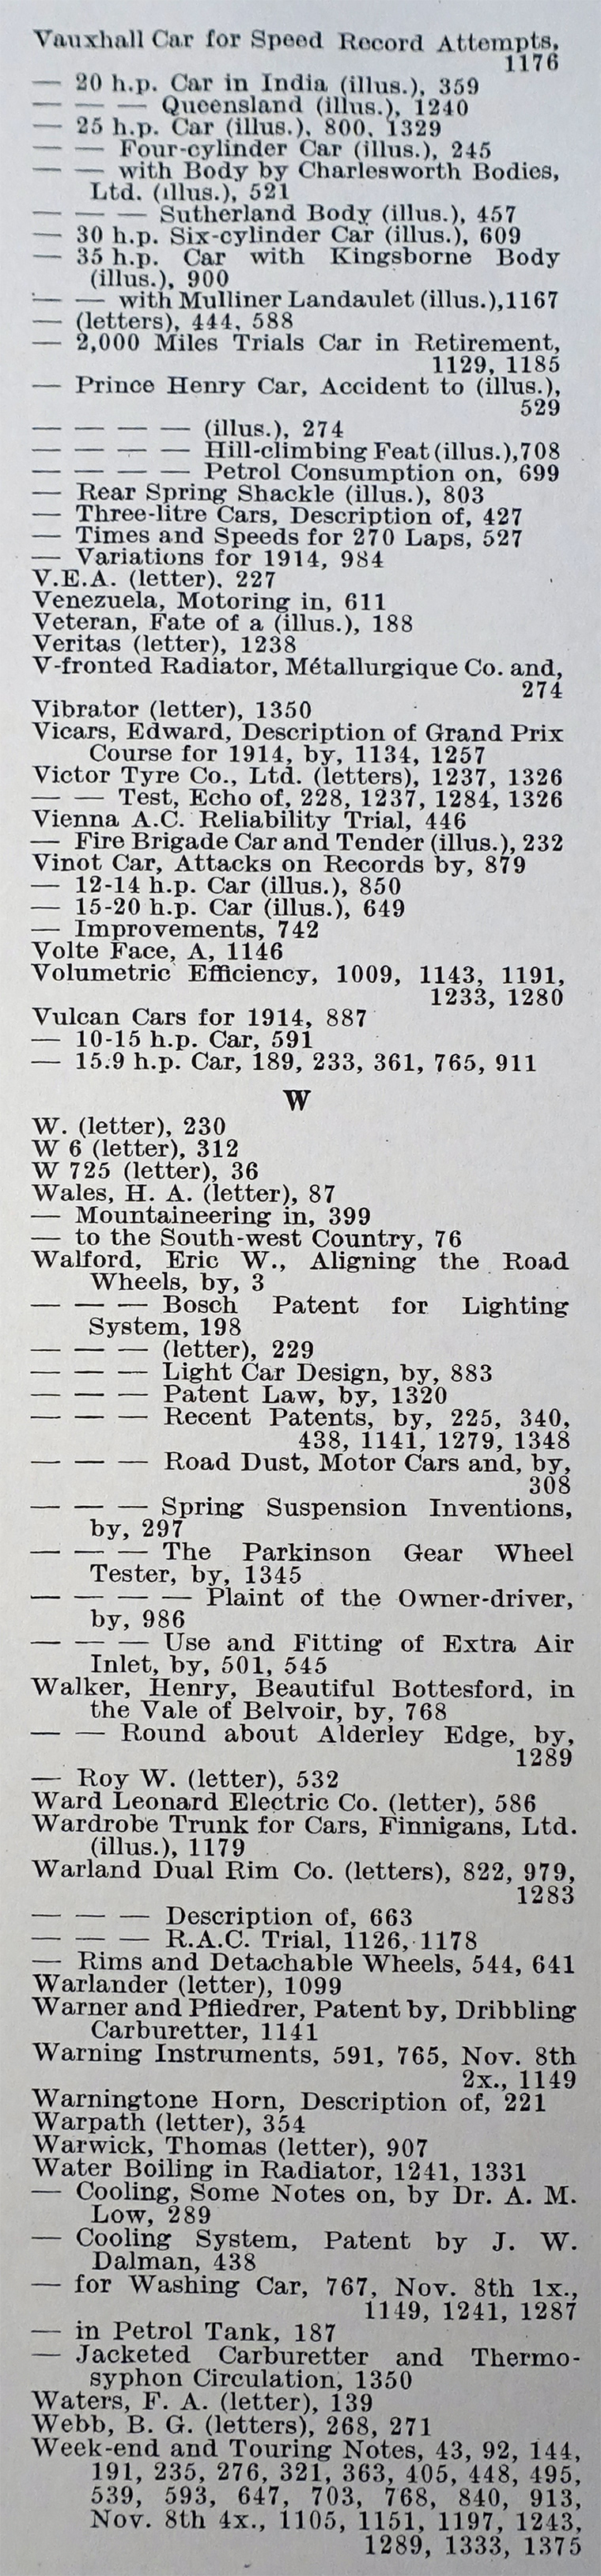 Vauxhall Car for Speed Record Attempts,
1176
— 20 h.p. Car in India (illus.), 359
— — — Queensland (illus.), 1240
— 25 h.p. Car (illus.), 800, 1329
— — Four-cylinder Car (illus.), 245
— — with Body by Charlesworth Bodies,
Ltd. (illus.), 521
— — — Sutherland Body (illus.), 457
— 30 h.p. Six-cylinder Car (illus.), 609
— 35 h.p. Car with Kingsborne Body
(illus.), 900
— — with Mulliner Landaulet (illus.), 1167
— (letters), 444, 588
— 2,000 Miles Trials Car in Retirement,
1129, 1185
— Prince Henry Car, Accident to (illus.),
529
— — — — (illus.), 274
— — — — Hill-climbing Feat (illus.), 708
— — — — Petrol Consumption on, 699
— Rear Spring Shackle (illus.), 803
— Three-litre Cars, Description of, 427
— Times and Speeds for 270 Laps, 527
— Variations for 1914, 984
V.E.A. (letter), 227
Venezuela, Motoring in, 611
Veteran, Fate of a (illus.), 188
Veritas (letter), 1238
V-fronted Radiator, Métallurgique Co. and,
274
Vibrator (letter), 1350
Vicars, Edward, Description of Grand Prix
Course for 1914, by, 1134, 1257
Victor Tyre Co., Ltd. (letters), 1237, 1326
— — Test, Echo of, 228, 1237, 1284, 1326
Vienna A.C. Reliability Trial, 446
— Fire Brigade Car and Tender (illus.), 232
Vinot Car, Attacks on Records by, 879
— 12-14 h.p. Car (illus.), 850
— 15-20 h.p. Car (illus.), 649
— Improvements, 742
Volte Face, A, 1146
Volumetric Efficiency, 1009, 1143, 1191,
1233, 1280
Vulcan Cars for 1914, 887
— 10-15 h.p. Car, 591
— 15.9 h.p. Car, 189, 233, 361, 765, 911
W
W. (letter), 230
W 6 (letter), 312
W 725 (letter), 36
Wales, H. A. (letter), 87
— Mountaineering in, 399
— to the South-west Country, 76
Walford, Eric W., Aligning the Road
Wheels, by, 3
— — — Bosch Patent for Lighting
System, 198
— — — (letter), 229
— — — Light Car Design, by, 883
— — — Patent Law, by, 1320
— — — Recent Patents, by, 225, 340,
438, 1141, 1279, 1348
— — — Road Dust, Motor Cars and, by,
308
— — — Spring Suspension Inventions,
by, 297
— — — The Parkinson Gear Wheel
Tester, by, 1345
— — — — Plaint of the Owner-driver,
by, 986
— — — Use and Fitting of Extra Air
Inlet, by, 501, 545
Walker, Henry, Beautiful Bottesford, in
the Vale of Belvoir, by, 768
— — Round about Alderley Edge, by,
1289
— Roy W. (letter), 532
Ward Leonard Electric Co. (letter), 586
Wardrobe Trunk for Cars, Finnigans, Ltd.
(illus.), 1179
Warland Dual Rim Co. (letters), 822, 979,
1283
— — — Description of, 663
— — — R.A.C. Trial, 1126, 1178
— Rims and Detachable Wheels, 544, 641
Warlander (letter), 1099
Warner and Pfliedrer, Patent by, Dribbling
Carburetter, 1141
Warning Instruments, 591, 765, Nov. 8th
2x., 1149
Warningtone Horn, Description of, 221
Warpath (letter), 354
Warwick, Thomas (letter), 907
Water Boiling in Radiator, 1241, 1331
— Cooling, Some Notes on, by Dr. A. M.
Low, 289
— Cooling System, Patent by J. W.
Dalman, 438
— for Washing Car, 767, Nov. 8th 1x.,
1149, 1241, 1287
— in Petrol Tank, 187
— Jacketed Carburetter and Thermo-
syphon Circulation, 1350
Waters, F. A. (letter), 139
Webb, B. G. (letters), 268, 271
Week-end and Touring Notes, 43, 92, 144,
191, 235, 276, 321, 363, 405, 448, 495,
539, 593, 647, 703, 768, 840, 913,
Nov. 8th 4x., 1105, 1151, 1197, 1243,
1289, 1333, 1375